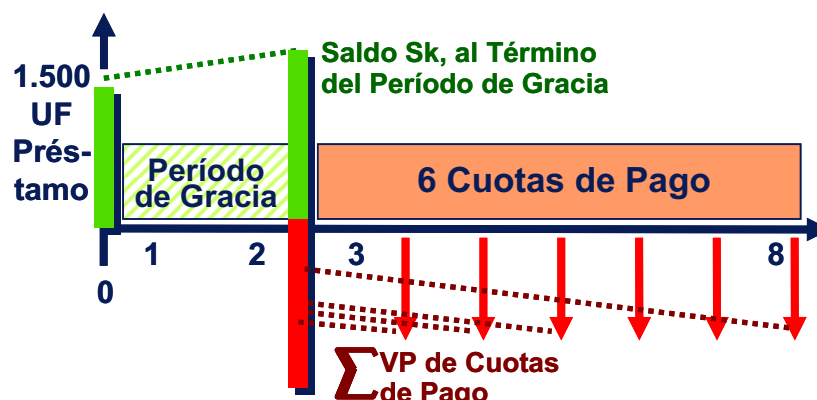 1.500
UF
Prés-
tamo
Saldo Sk, al Término
del Período de Gracia
Período
de Gracia
6 Cuotas de Pago
0
1
2
3
8
∑ VP de Cuotas
de Pago